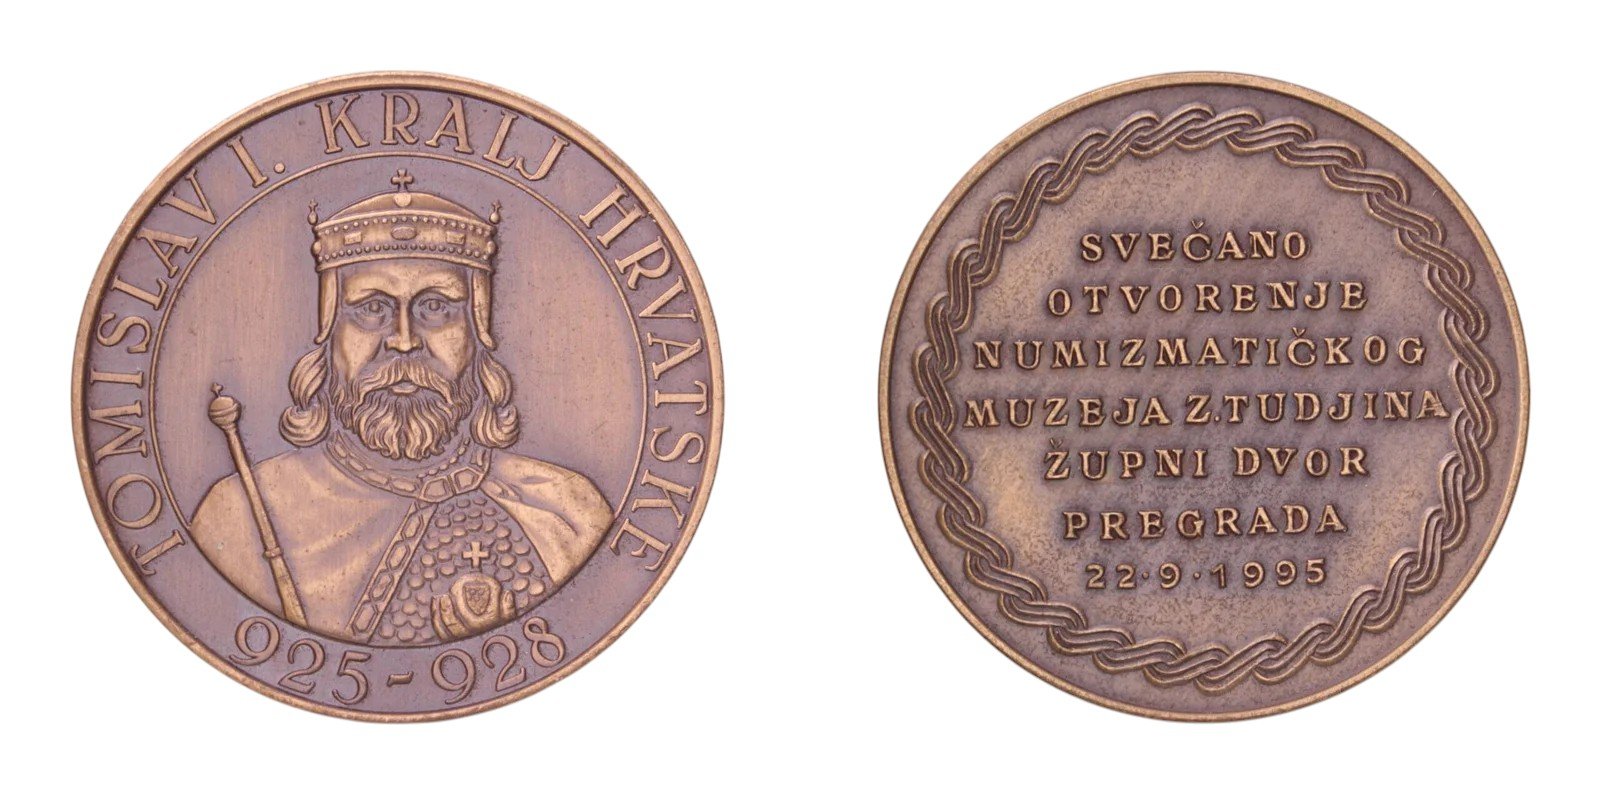 TOMISLAV I. KRALJ HRVATSKE
925-928
SVEČANO
OTVORENJE
NUMIZMATIČKOG
MUZEJA Z.TUDJINA
ŽUPNI DVOR
PREGRADA
22·9·1995